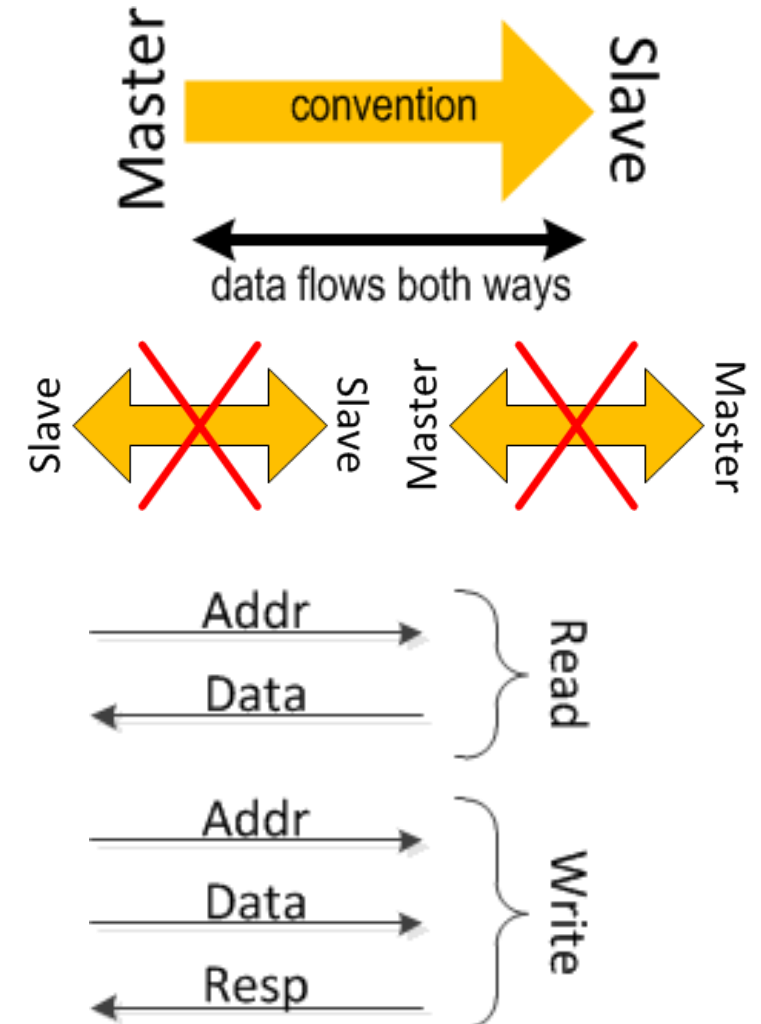 Master
convention
Slave
data flows both ways
Slave
Slave
Master
Master
Addr
Data
Read
Addr
Data
Resp
Write